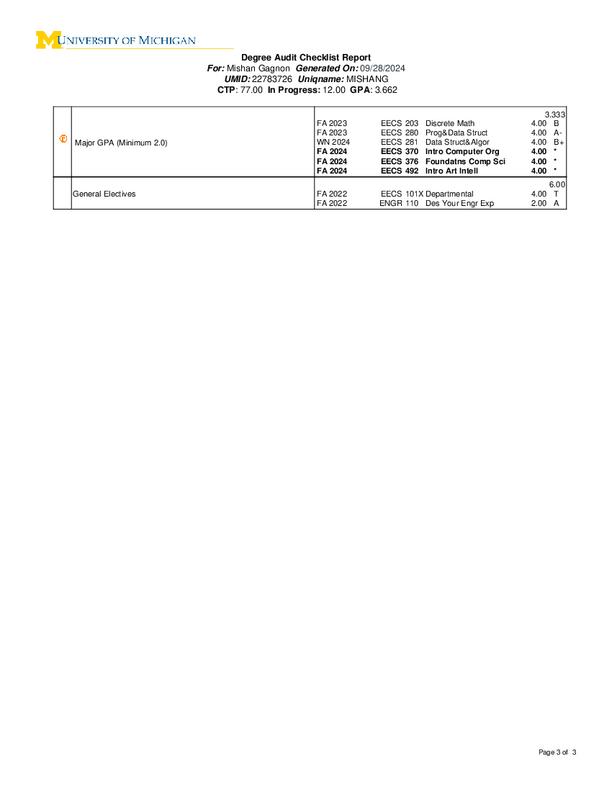 M UNIVERSITY OF MICHIGAN
Degree Audit Checklist Report
For: Mishan Gagnon Generated On: 09/28/2024
UMID: 22783726 Uniqname: MISHANG
CTP: 77.00 In Progress: 12.00 GPA: 3.662
3.333
FA 2023 EECS 203 Discrete Math 4.00 B
FA 2023 EECS 280 Prog&Data Struct 4.00 A-
IP Major GPA (Minimum 2.0) WN 2024 EECS 281 Data Struct&Algor 4.00 B+
FA 2024 EECS 370 Intro Computer Org 4.00 *
FA 2024 EECS 376 Foundatns Comp Sci 4.00 *
FA 2024 EECS 492 Intro Art Intell 4.00 *
6.00
General Electives FA 2022 EECS 101X Departmental 4.00 T
FA 2022 ENGR 110 Des Your Engr Exp 2.00 A
Page 3 of 3